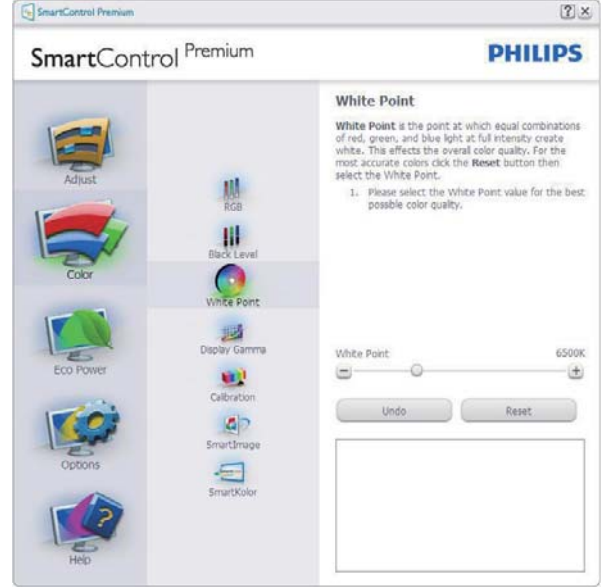 SmartControl Premium
SmartControl Premium
PHILIPS
Adjust
Color
Eco Power
Options
Help
RGB
Black Level
White Point
Display Gamma
Calibration
SmartImage
SmartKolor
White Point
White Point is the point at which equal combinations
of red, green, and blue light at full intensity create
white. This effects the overall color quality. For the
most accurate colors click the Reset button then
select the White Point.
1. Please select the White Point value for the best
possible color quality.
White Point 6500K
Undo Reset